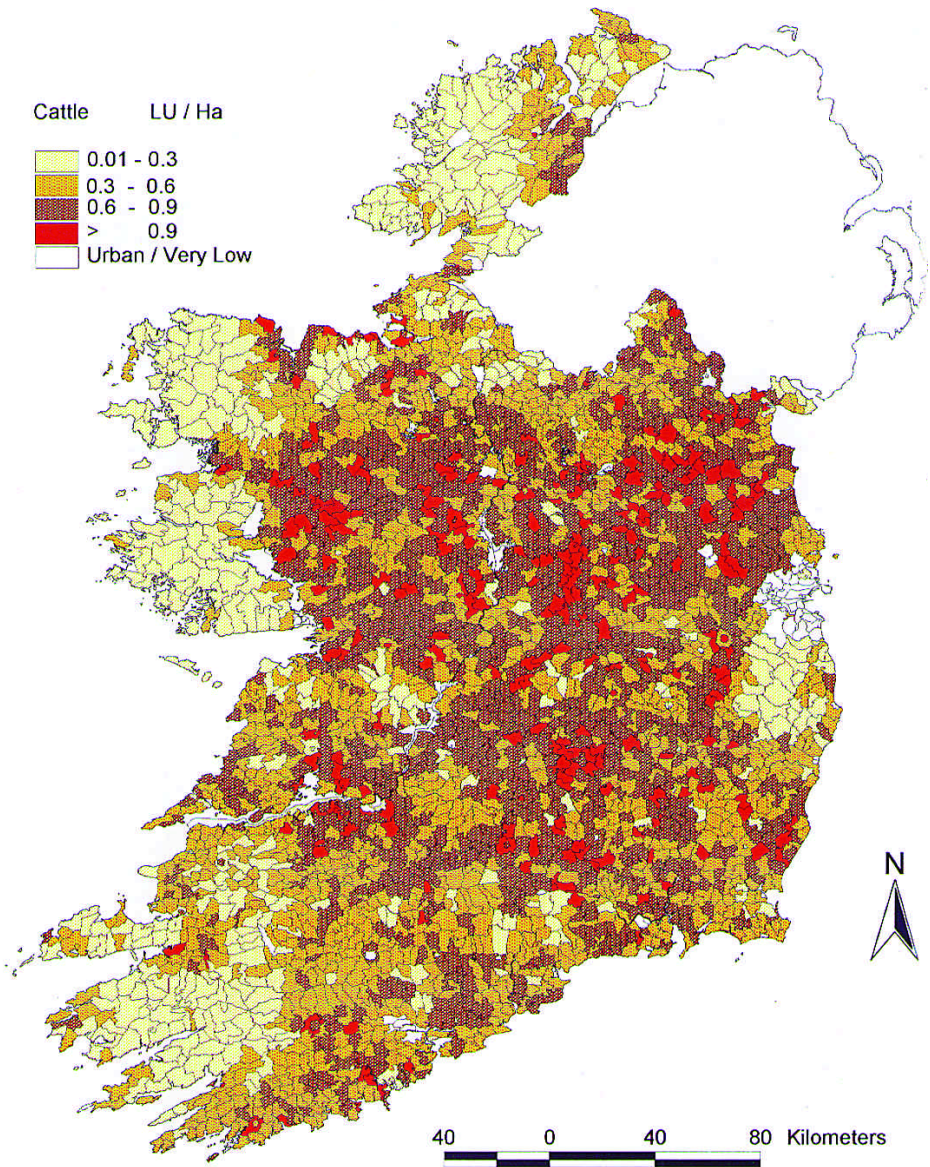 Cattle LU / Ha
0.01 - 0.3
0.3 - 0.6
0.6 - 0.9
> 0.9
Urban / Very Low
N
40 0 40 80 Kilometers